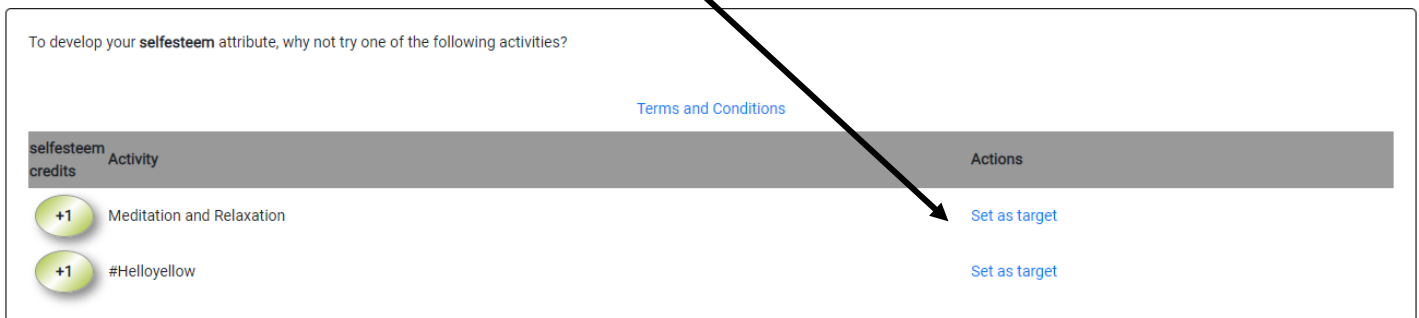 To develop your selfesteem attribute, why not try one of the following activities?
Terms and Conditions
selfesteem credits Activity Actions
+1 Meditation and Relaxation Set as target
+1 #Helloyellow Set as target